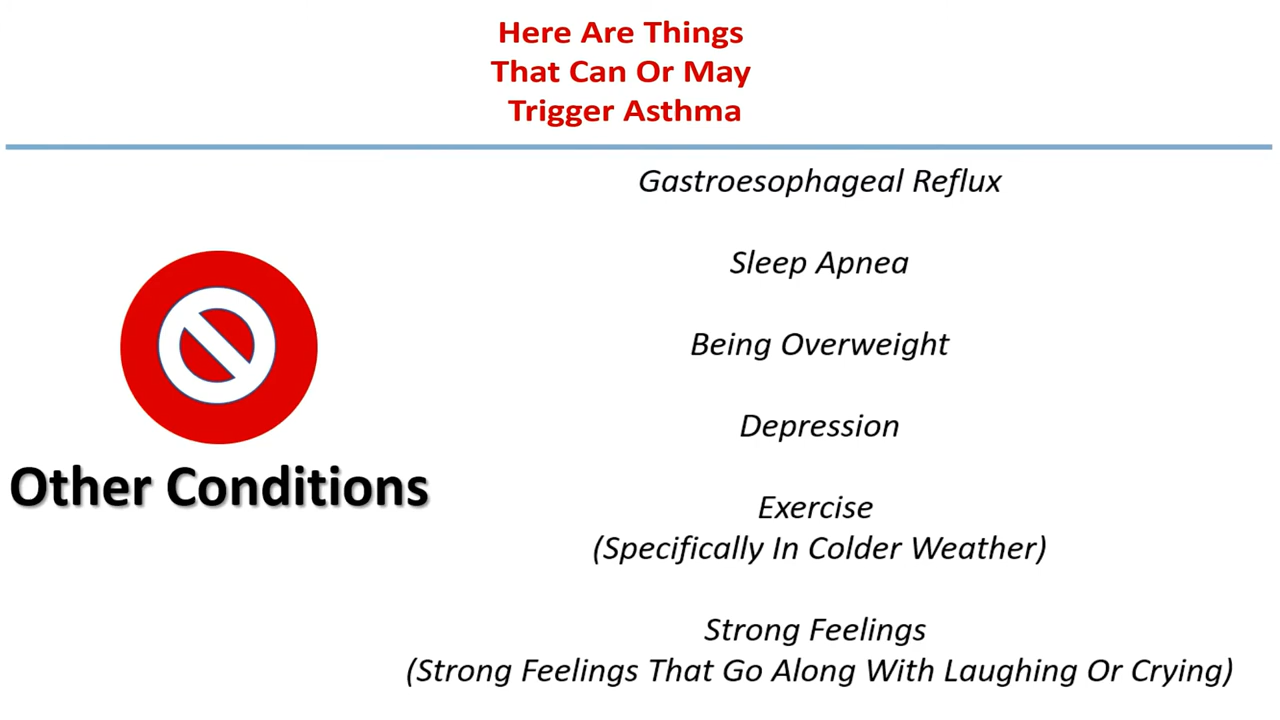 Here Are Things
That Can Or May
Trigger Asthma
Gastroesophageal Reflux
Sleep Apnea
Being Overweight
Depression
Other Conditions
Exercise
(Specifically In Colder Weather)
Strong Feelings
(Strong Feelings That Go Along With Laughing Or Crying)